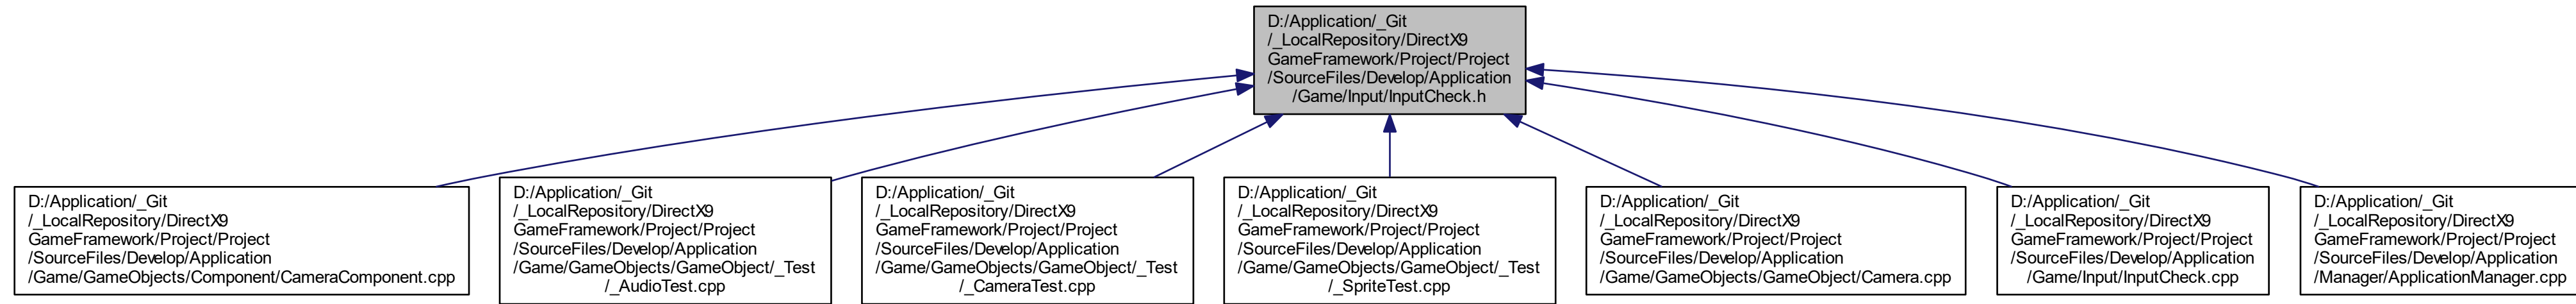 D:/Application/_Git
/_LocalRepository/DirectX9
GameFramework/Project/Project
/SourceFiles/Develop/Application
/Game/Input/InputCheck.h
D:/Application/_Git
/_LocalRepository/DirectX9
GameFramework/Project/Project
/SourceFiles/Develop/Application
/Game/GameObjects/Component/CameraComponent.cpp
D:/Application/_Git
/_LocalRepository/DirectX9
GameFramework/Project/Project
/SourceFiles/Develop/Application
/Game/GameObjects/GameObject/_Test
/_AudioTest.cpp
D:/Application/_Git
/_LocalRepository/DirectX9
GameFramework/Project/Project
/SourceFiles/Develop/Application
/Game/GameObjects/GameObject/_Test
/_CameraTest.cpp
D:/Application/_Git
/_LocalRepository/DirectX9
GameFramework/Project/Project
/SourceFiles/Develop/Application
/Game/GameObjects/GameObject/_Test
/_SpriteTest.cpp
D:/Application/_Git
/_LocalRepository/DirectX9
GameFramework/Project/Project
/SourceFiles/Develop/Application
/Game/GameObjects/GameObject/Camera.cpp
D:/Application/_Git
/_LocalRepository/DirectX9
GameFramework/Project/Project
/SourceFiles/Develop/Application
/Game/Input/InputCheck.cpp
D:/Application/_Git
/_LocalRepository/DirectX9
GameFramework/Project/Project
/SourceFiles/Develop/Application
/Manager/ApplicationManager.cpp